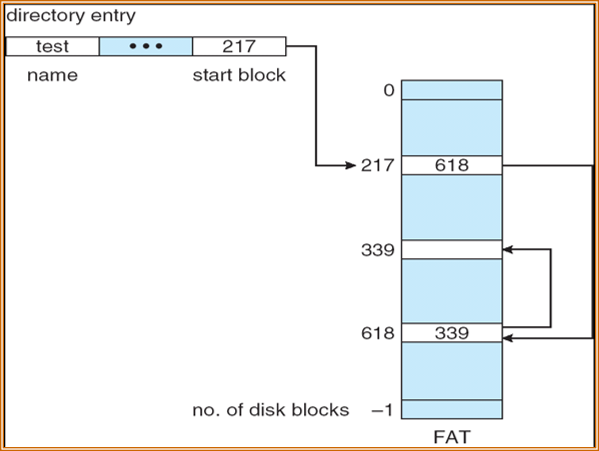 directory entry
test ••• 217
name start block
0
217 618
339
618 339
no. of disk blocks –1
FAT